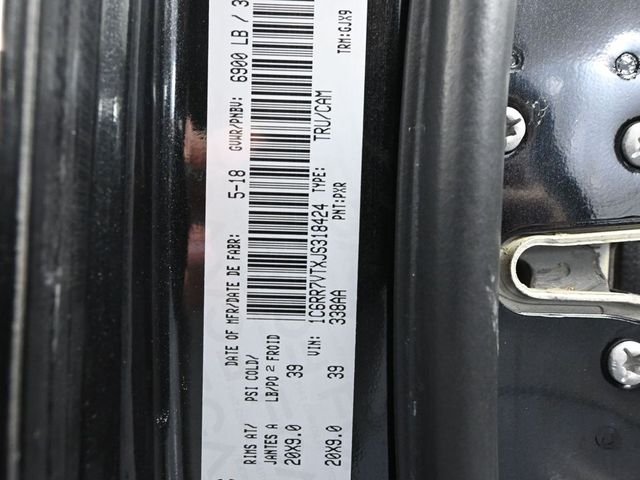 DATE OF MFR/DATE DE FABR: 5-18 GVWR/PNBV: 6900 LB / 3
RIMS AT/ PSI COLD/
JANTES A LB/PO 2 FROID
20X9.0 39
VIN: 1C6RR7VTXJS318424 TYPE: TRU/CAM
338AA PNT:PXR TRM:GJX9
20X9.0 39